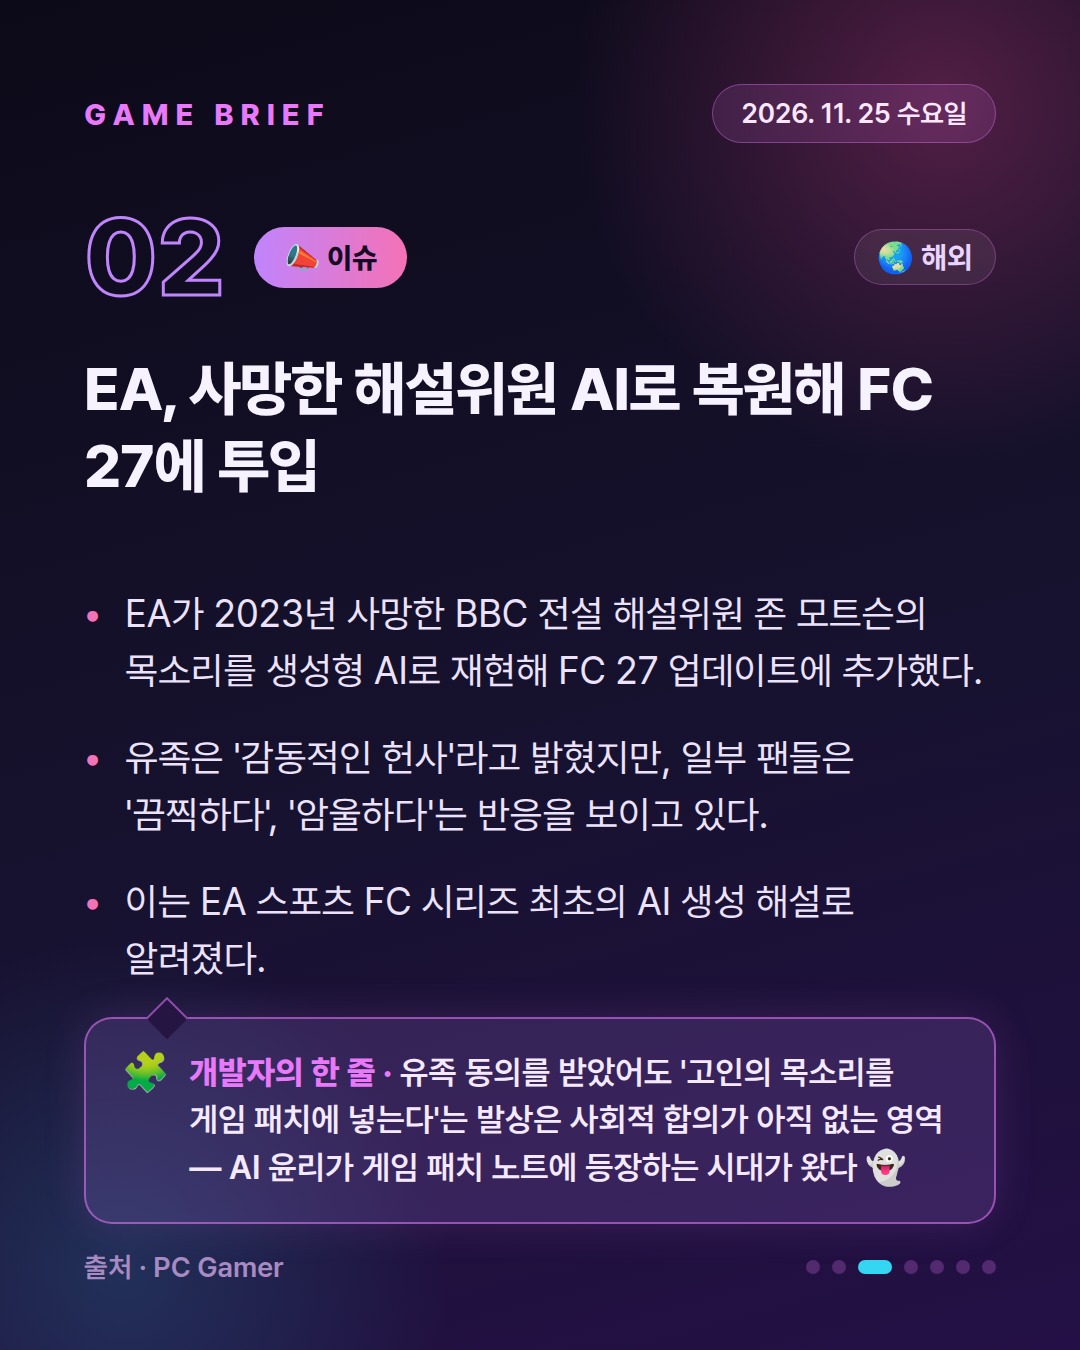 GAME BRIEF
2026. 11. 25 수요일
02
📣 이슈
🌏 해외
EA, 사망한 해설위원 AI로 복원해 FC
27에 투입
• EA가 2023년 사망한 BBC 전설 해설위원 존 모트슨의
목소리를 생성형 AI로 재현해 FC 27 업데이트에 추가했다.
• 유족은 '감동적인 헌사'라고 밝혔지만, 일부 팬들은
'끔찍하다', '암울하다'는 반응을 보이고 있다.
• 이는 EA 스포츠 FC 시리즈 최초의 AI 생성 해설로
알려졌다.
🧩 개발자의 한 줄 · 유족 동의를 받았어도 '고인의 목소리를
게임 패치에 넣는다'는 발상은 사회적 합의가 아직 없는 영역
— AI 윤리가 게임 패치 노트에 등장하는 시대가 왔다 👻
출처 · PC Gamer